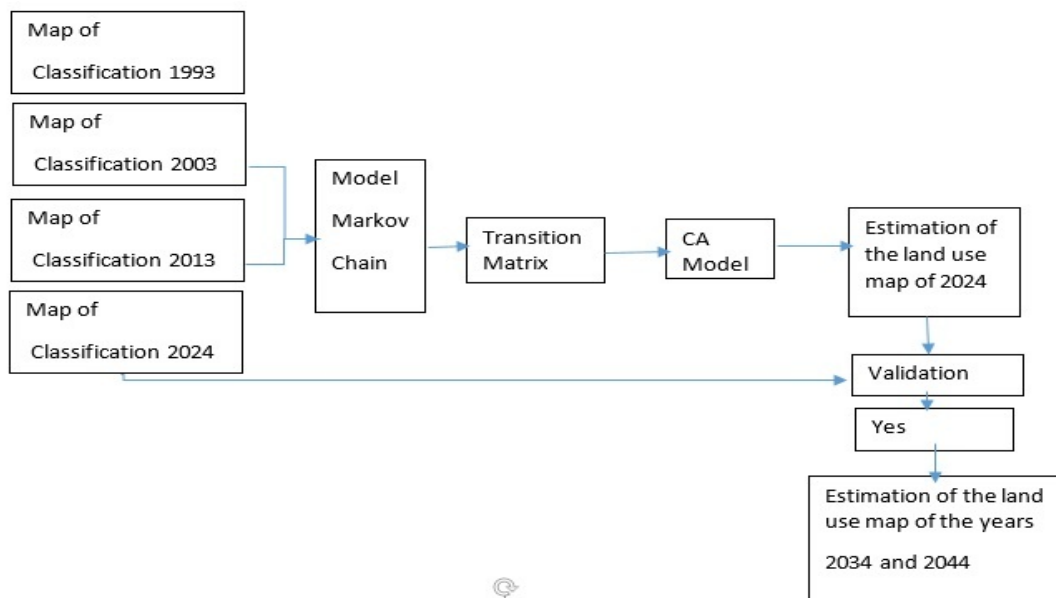 Map of
Classification 1993
Map of
Classification 2003
Map of
Classification 2013
Map of
Classification 2024
Model
Markov
Chain
Transition
Matrix
CA
Model
Estimation of
the land use
map of 2024
Validation
Yes
Estimation of the land
use map of the years
2034 and 2044